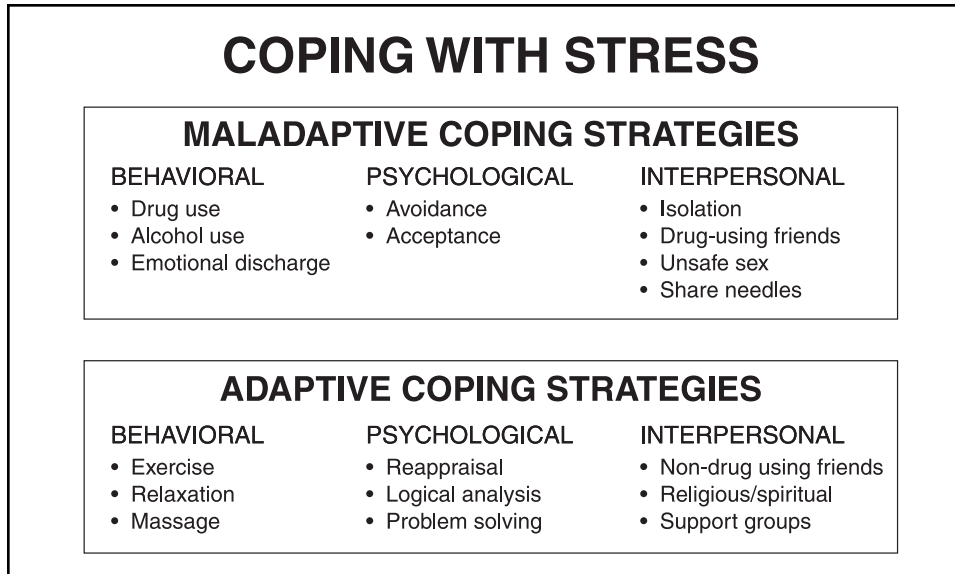 COPING WITH STRESS
MALADAPTIVE COPING STRATEGIES
BEHAVIORAL
• Drug use
• Alcohol use
• Emotional discharge
PSYCHOLOGICAL
• Avoidance
• Acceptance
INTERPERSONAL
• Isolation
• Drug-using friends
• Unsafe sex
• Share needles
ADAPTIVE COPING STRATEGIES
BEHAVIORAL
• Exercise
• Relaxation
• Massage
PSYCHOLOGICAL
• Reappraisal
• Logical analysis
• Problem solving
INTERPERSONAL
• Non-drug using friends
• Religious/spiritual
• Support groups